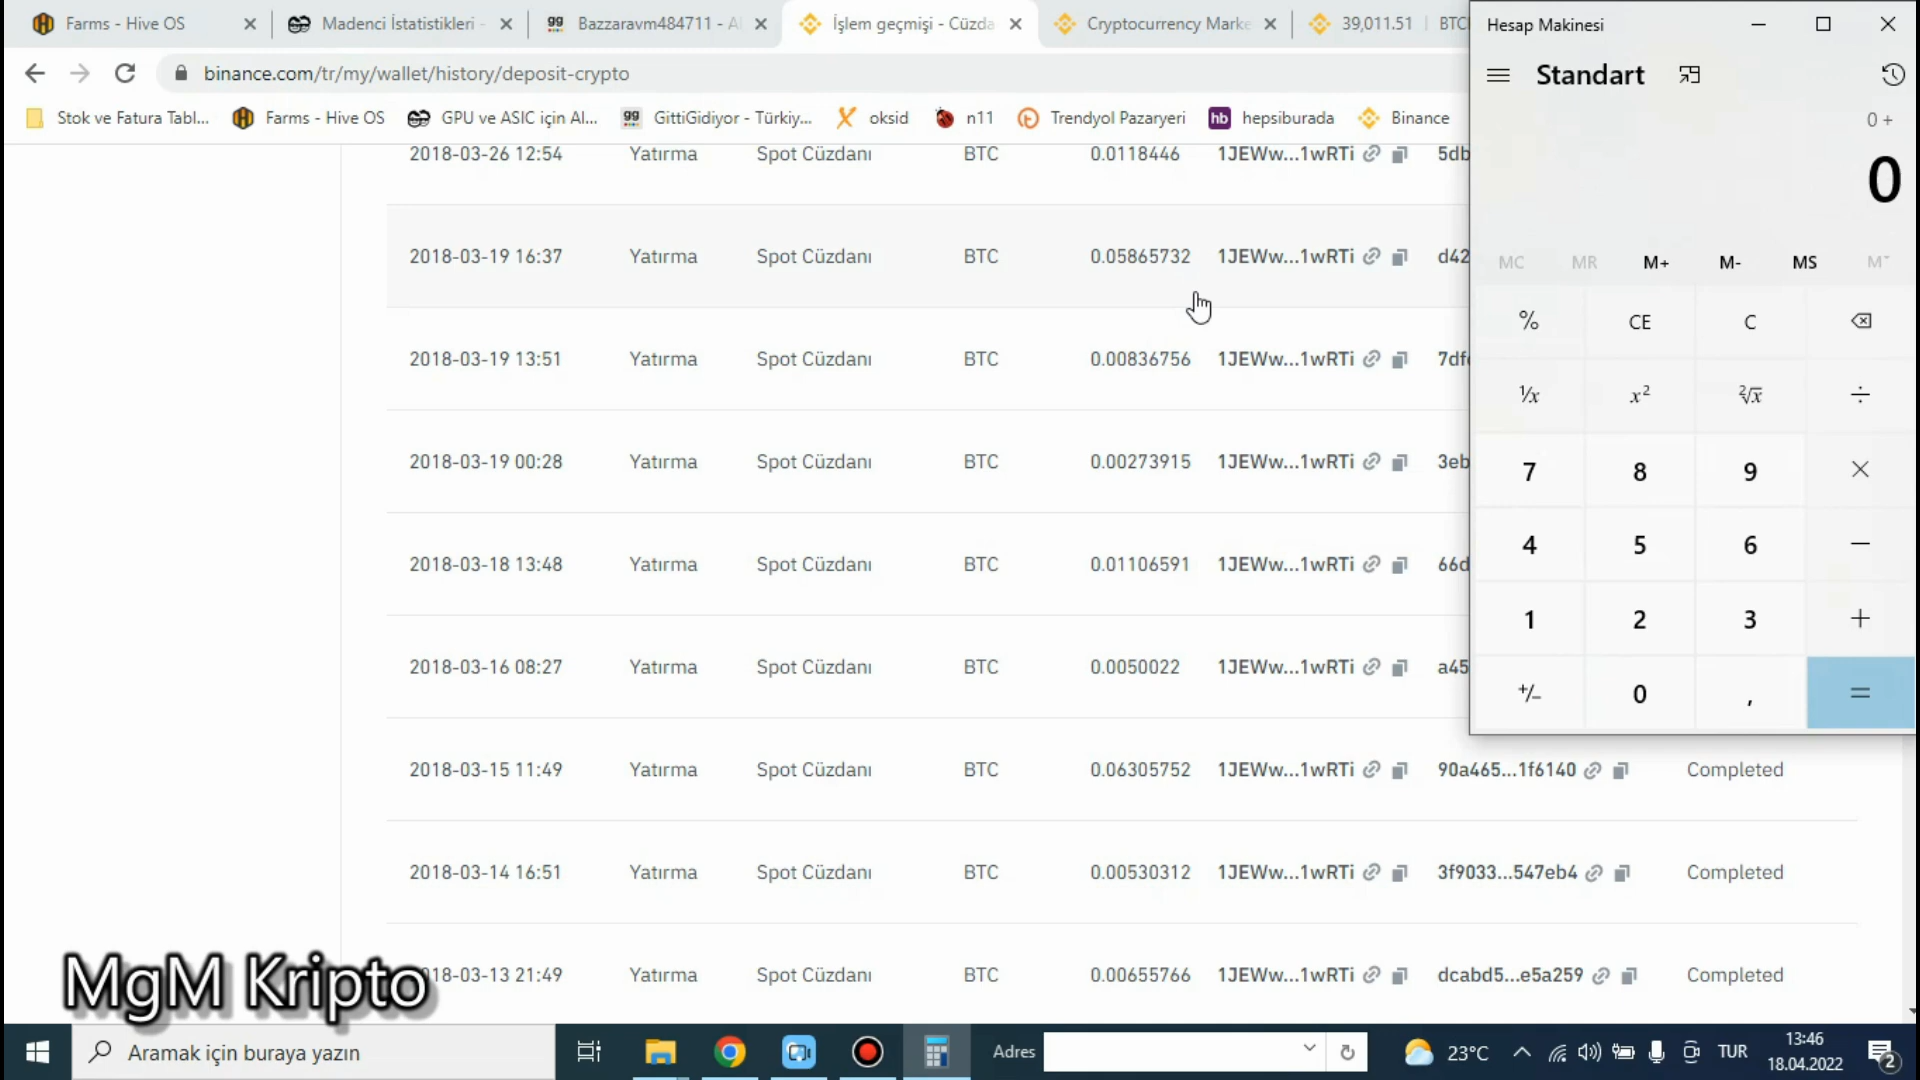 Farms - Hive OS
Madenci İstatistikleri -
Bazzaravm484711 - Al
İşlem geçmişi - Cüzda
Cryptocurrency Marke
39,011.51 | BTC
Hesap Makinesi
binance.com/tr/my/wallet/history/deposit-crypto
Standart
Stok ve Fatura Tabl...
Farms - Hive OS
GPU ve ASIC için Al...
GittiGidiyor - Türkiy...
oksid
n11
Trendyol Pazaryeri
hb hepsiburada
Binance
0 +
0
2018-03-26 12:54 Yatırma Spot Cüzdanı BTC 0.0118446 1JEWw...1wRTi 5db
2018-03-19 16:37 Yatırma Spot Cüzdanı BTC 0.05865732 1JEWw...1wRTi d42
2018-03-19 13:51 Yatırma Spot Cüzdanı BTC 0.00836756 1JEWw...1wRTi 7df
2018-03-19 00:28 Yatırma Spot Cüzdanı BTC 0.00273915 1JEWw...1wRTi 3eb
2018-03-18 13:48 Yatırma Spot Cüzdanı BTC 0.01106591 1JEWw...1wRTi 66d
2018-03-16 08:27 Yatırma Spot Cüzdanı BTC 0.0050022 1JEWw...1wRTi a45
2018-03-15 11:49 Yatırma Spot Cüzdanı BTC 0.06305752 1JEWw...1wRTi 90a465...1f6140 Completed
2018-03-14 16:51 Yatırma Spot Cüzdanı BTC 0.00530312 1JEWw...1wRTi 3f9033...547eb4 Completed
18-03-13 21:49 Yatırma Spot Cüzdanı BTC 0.00655766 1JEWw...1wRTi dcabd5...e5a259 Completed
MC MR M+ M- MS M˅
% CE C
¹/x x² ²√x ÷
7 8 9 ×
4 5 6 −
1 2 3 +
+/− 0 , =
MgM Kripto
Aramak için buraya yazın
Adres
23°C
TUR
13:46
18.04.2022
2